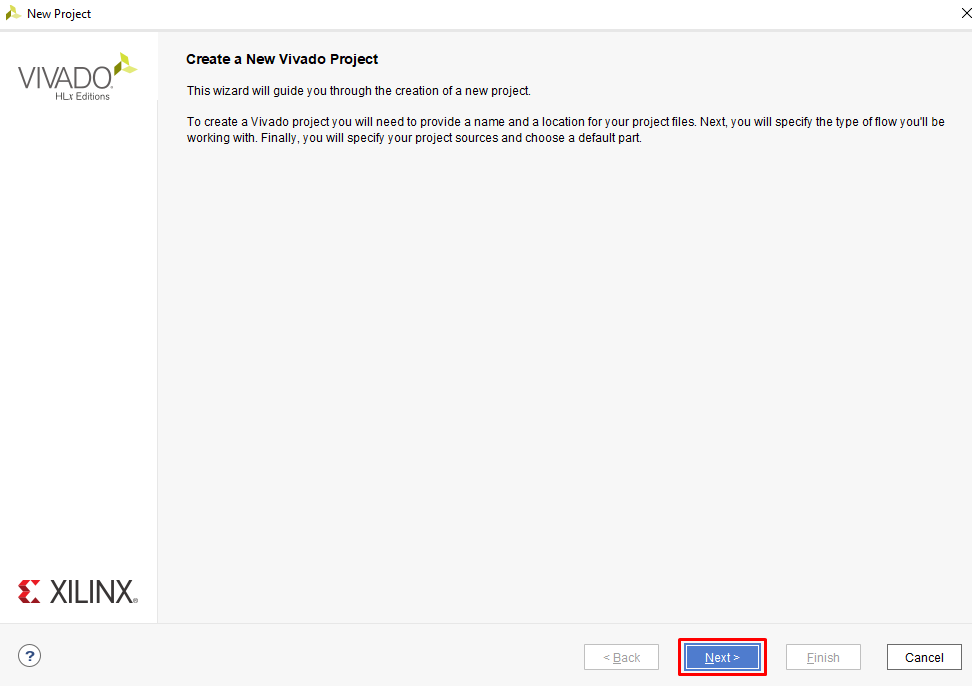 New Project
VIVADO
HLx Editions
Create a New Vivado Project
This wizard will guide you through the creation of a new project.
To create a Vivado project you will need to provide a name and a location for your project files. Next, you will specify the type of flow you'll be
working with. Finally, you will specify your project sources and choose a default part.
XILINX®
?
< Back
Next >
Finish
Cancel